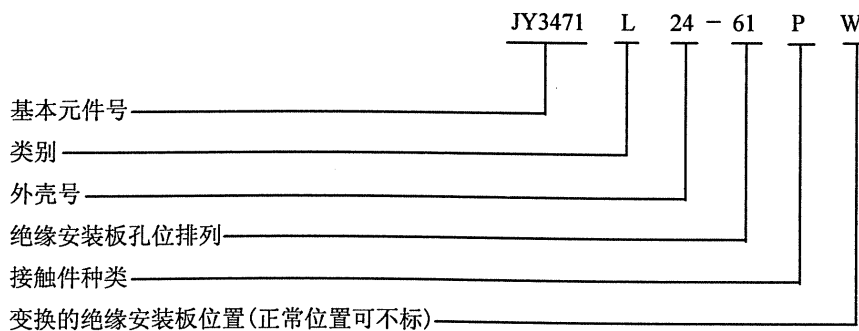 JY3471 L 24 - 61 P W
基本元件号
类别
外壳号
绝缘安装板孔位排列
接触件种类
变换的绝缘安装板位置(正常位置可不标)